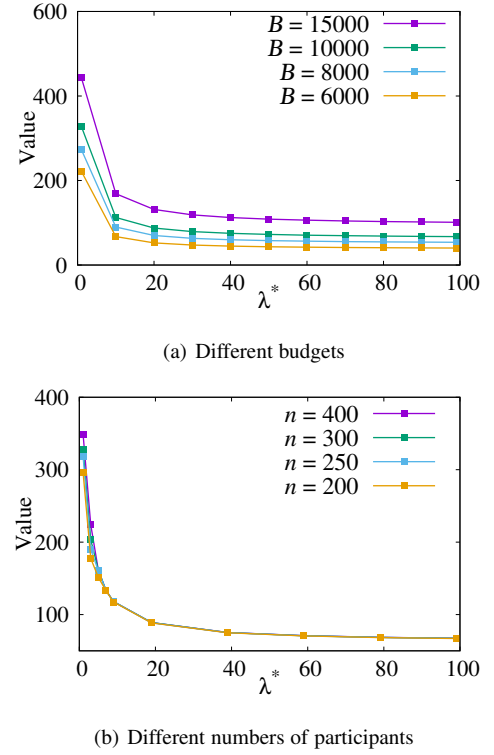 600
400
200
0
Value
B = 15000
B = 10000
B = 8000
B = 6000
0 20 40 60 80 100
λ*
(a) Different budgets
400
300
200
100
Value
n = 400
n = 300
n = 250
n = 200
0 20 40 60 80 100
λ*
(b) Different numbers of participants